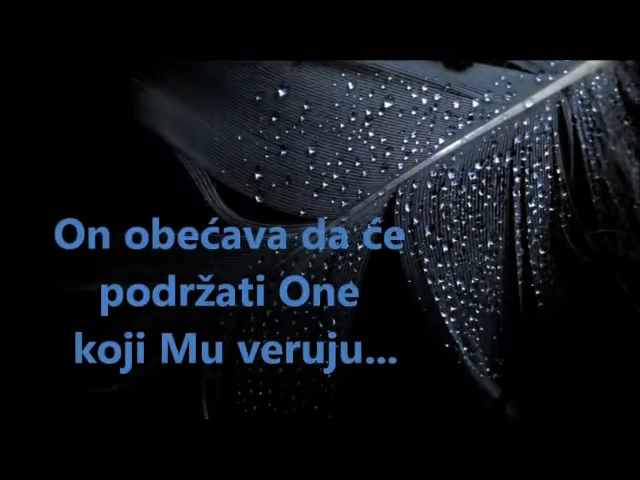 On obećava da će
podržati One
koji Mu veruju...